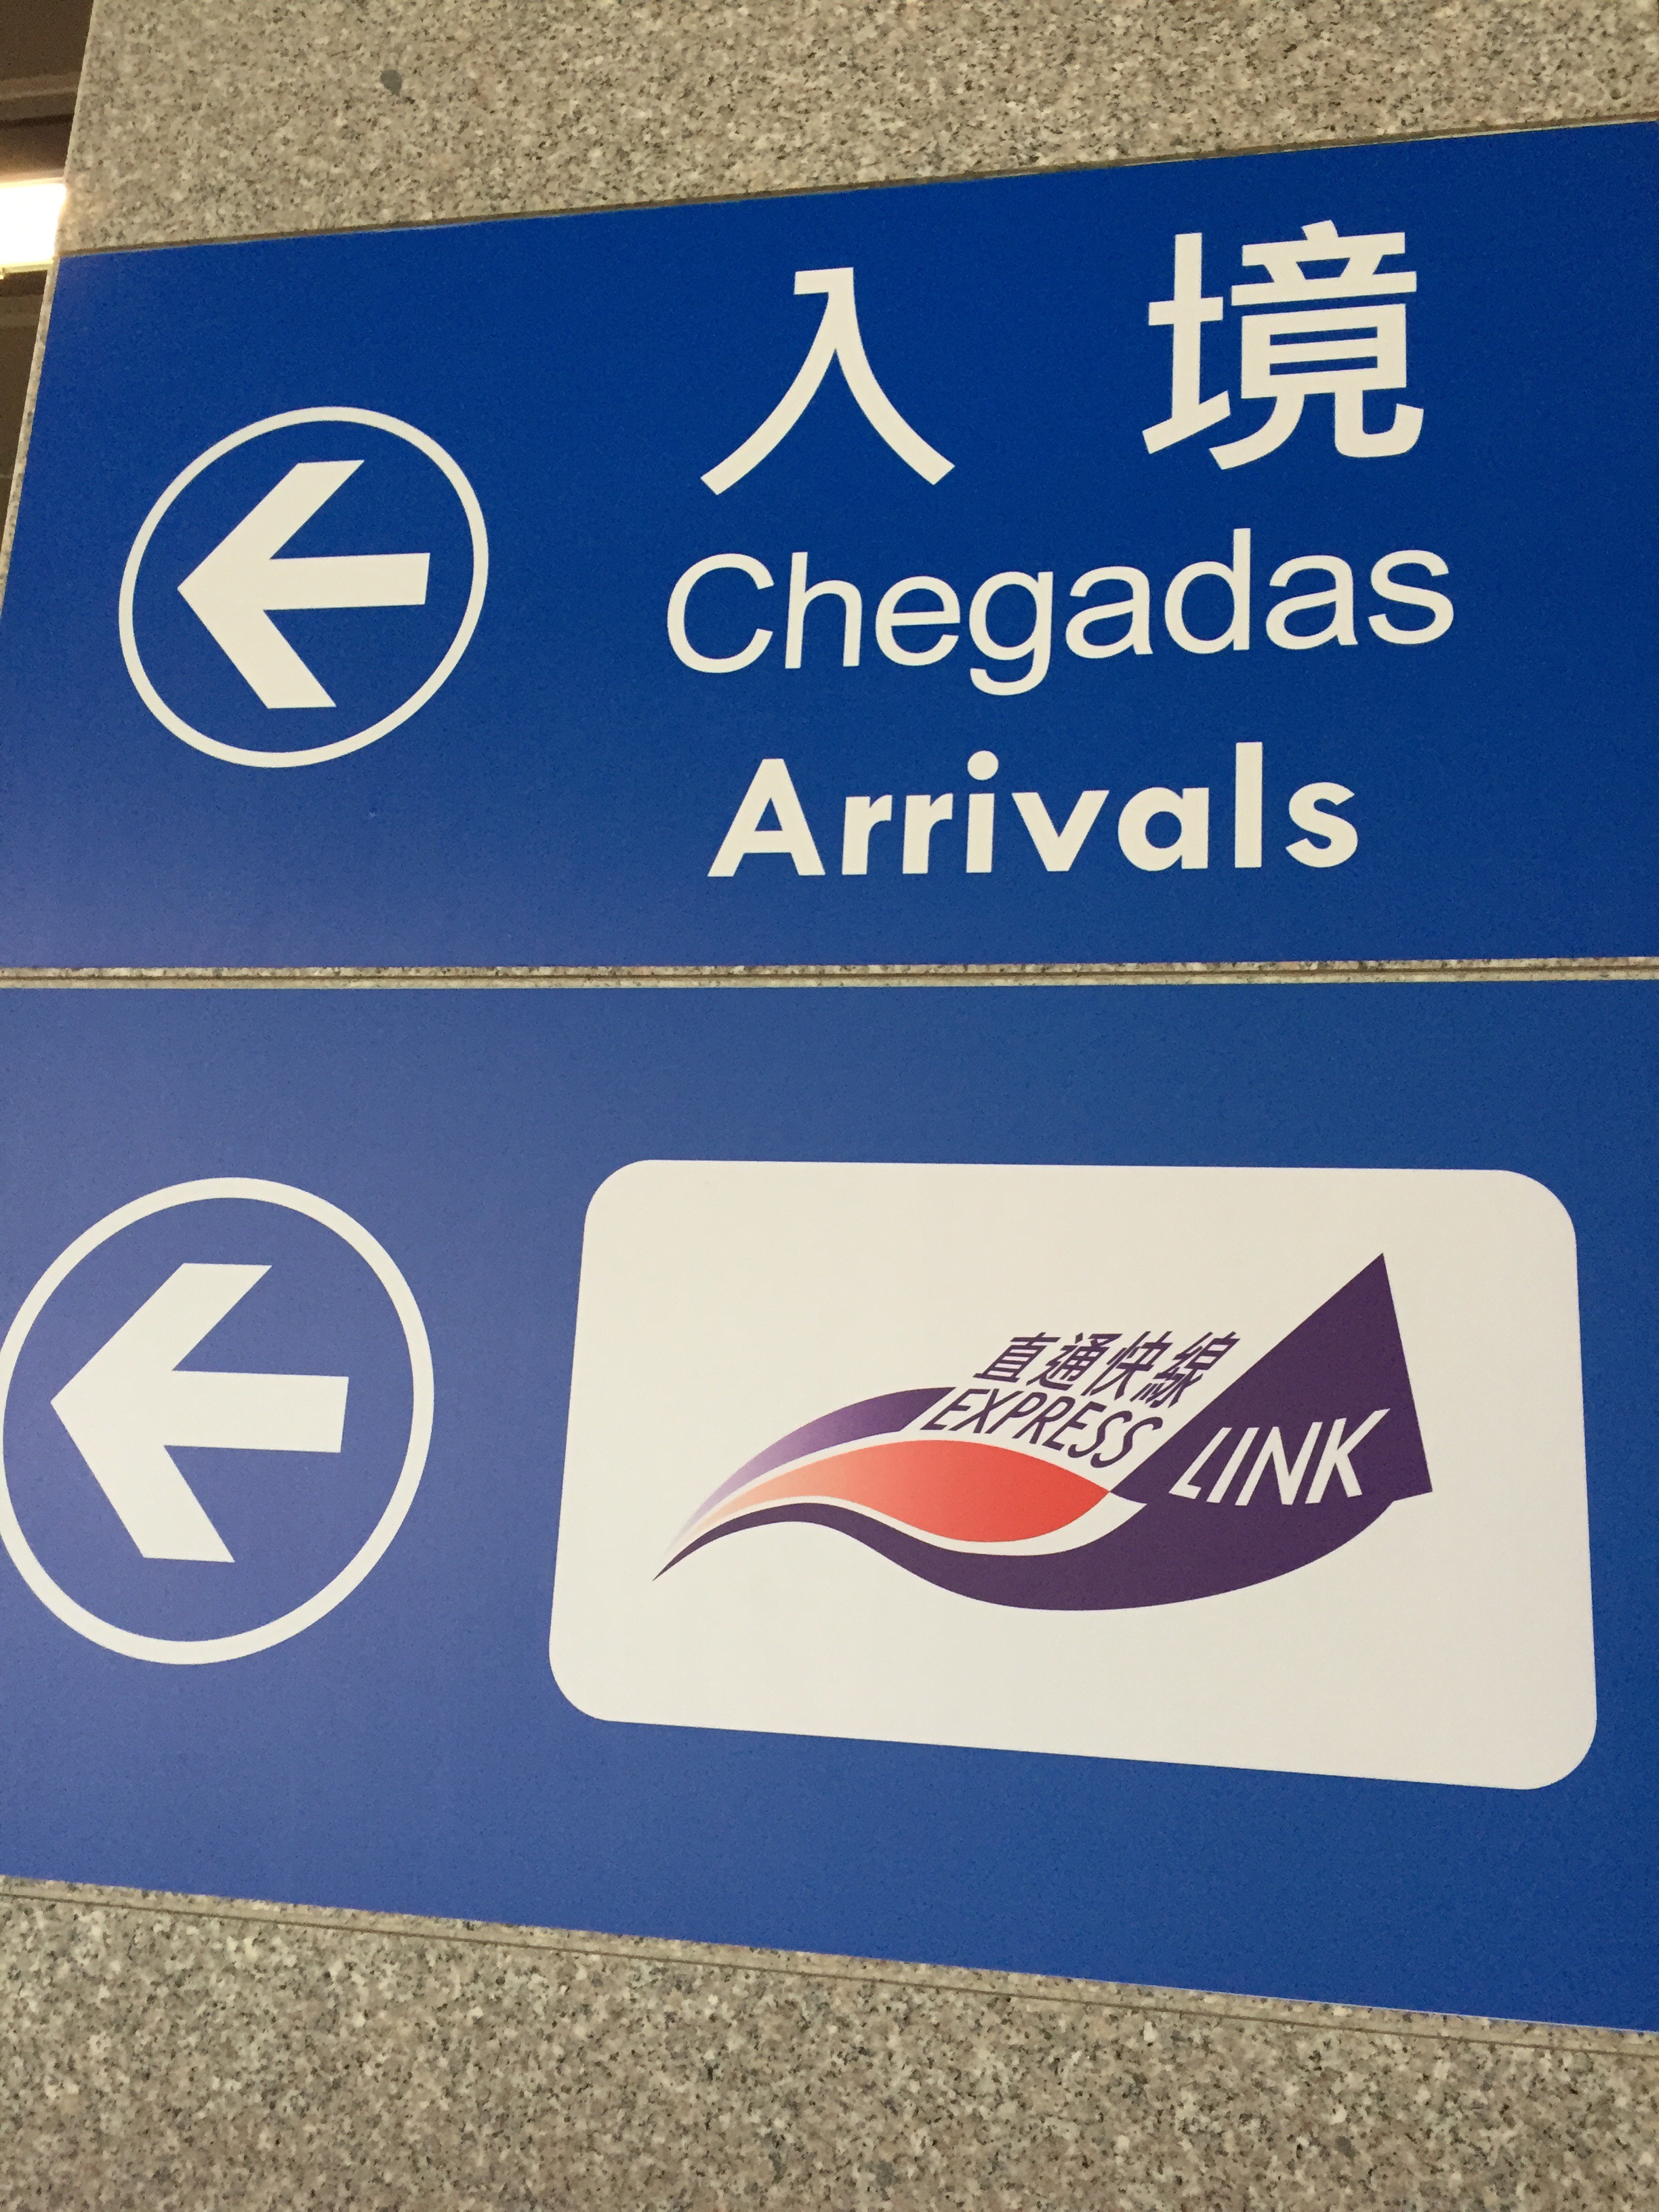 入境
Chegadas
Arrivals
直通快線
EXPRESS
LINK